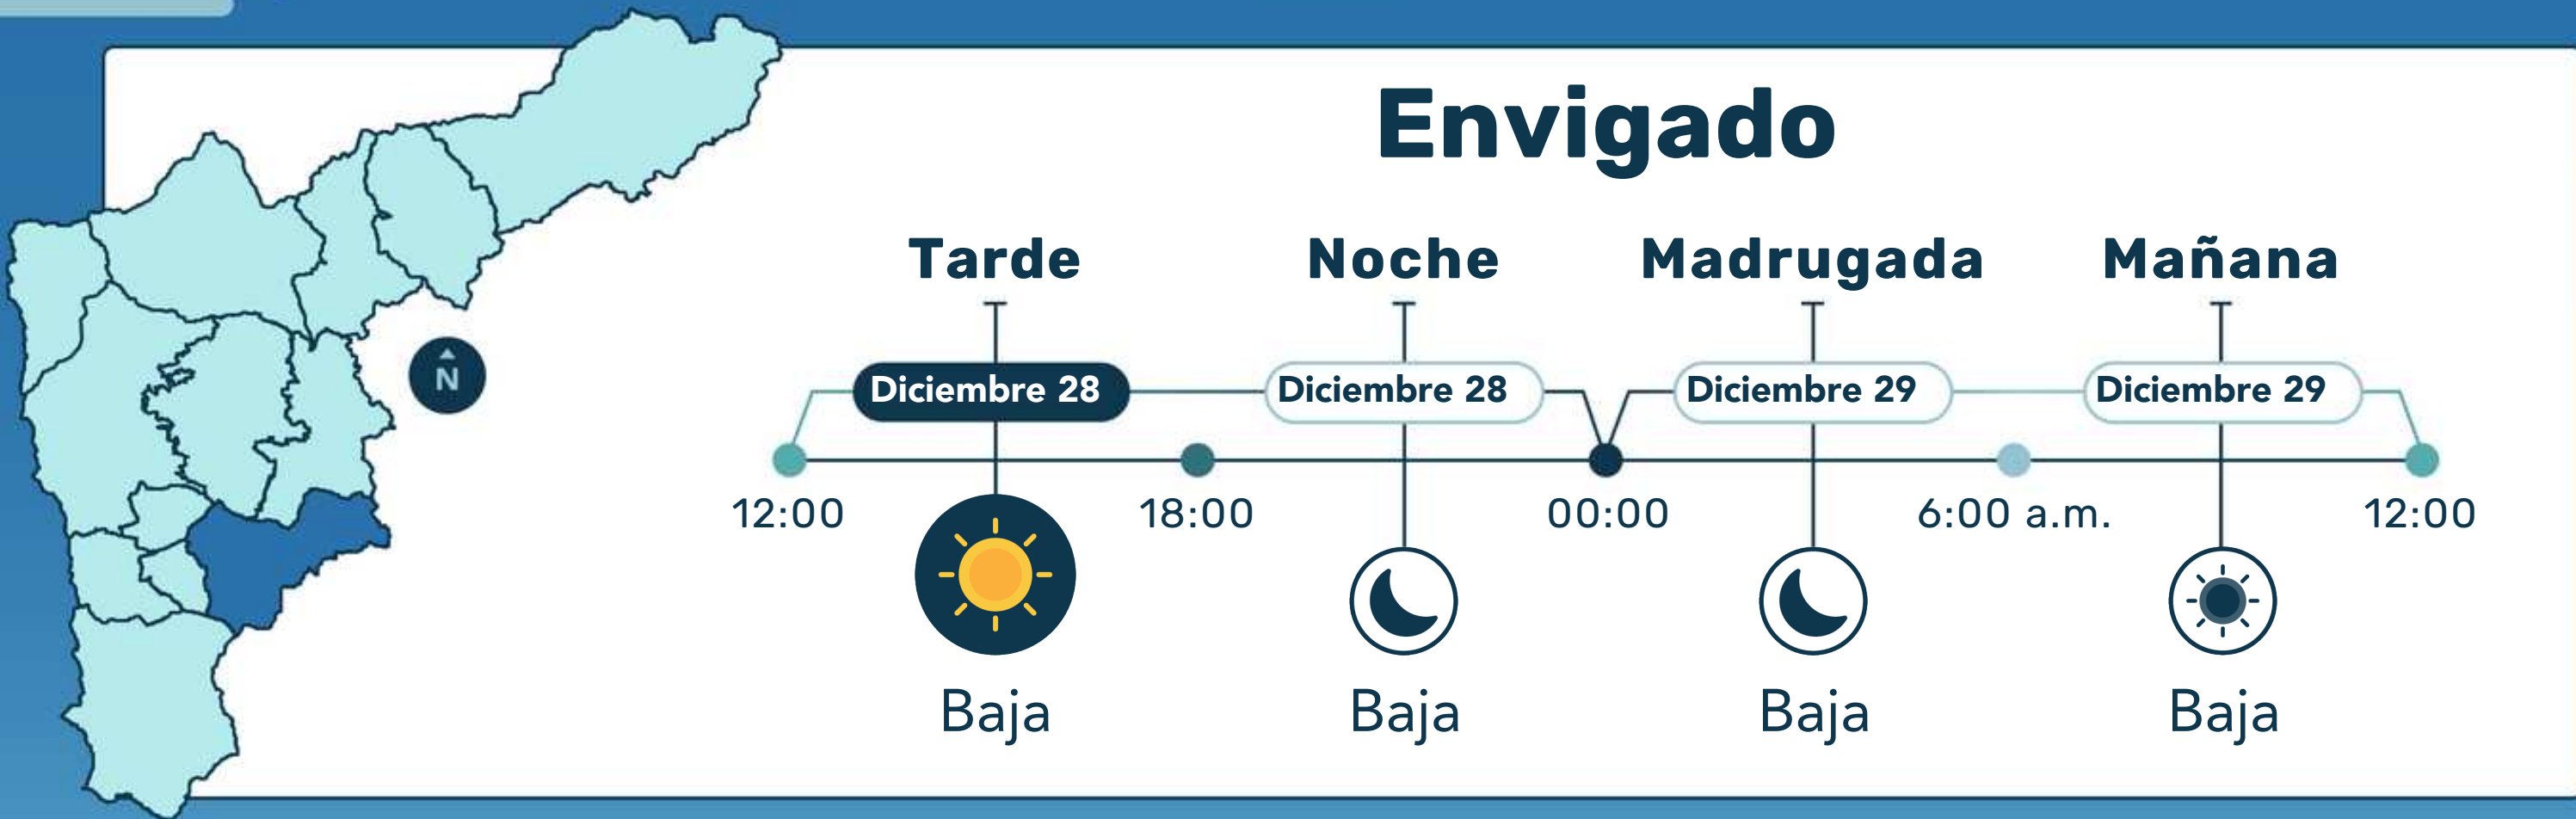 Envigado
Tarde Noche Madrugada Mañana
N
Diciembre 28 Diciembre 28 Diciembre 29 Diciembre 29
12:00 18:00 00:00 6:00 a.m. 12:00
Baja Baja Baja Baja